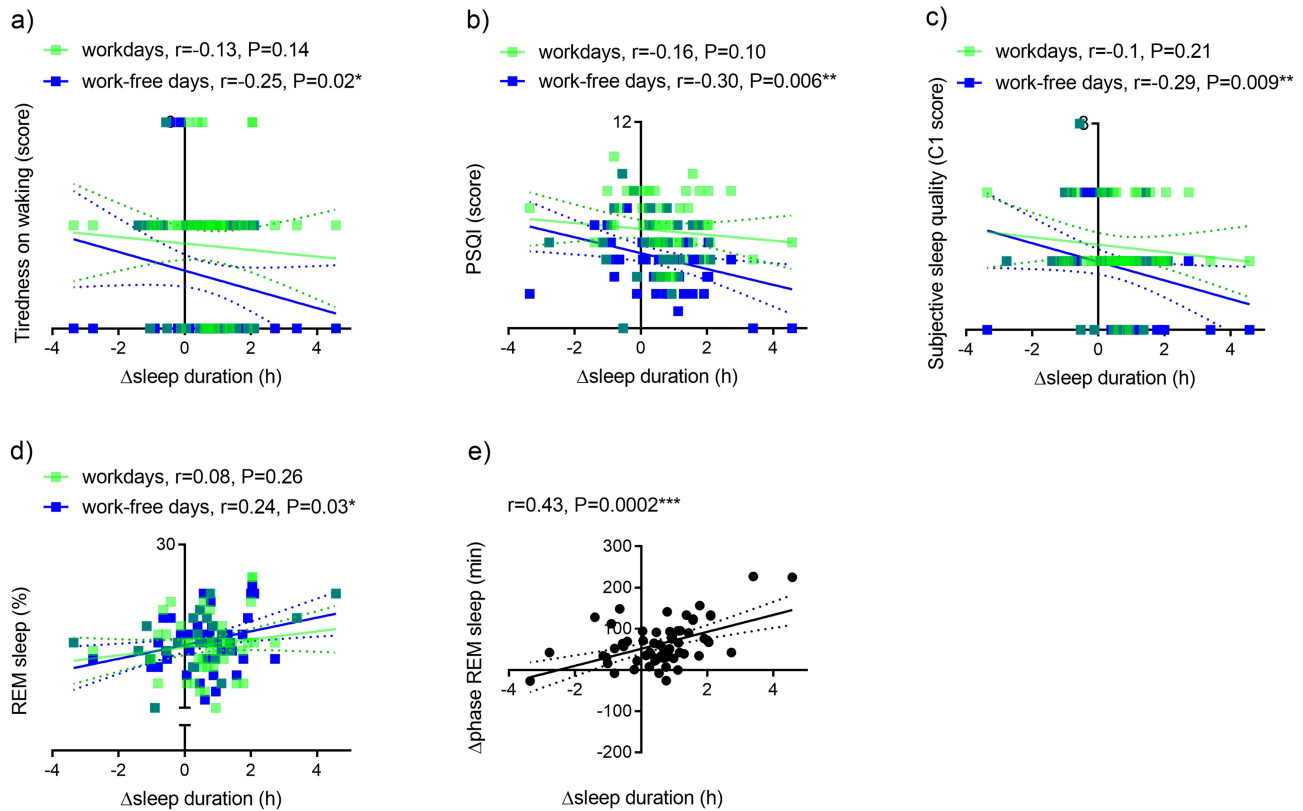 a)
workdays, r=-0.13, P=0.14
work-free days, r=-0.25, P=0.02*
Tiredness on waking (score)
-4 -2 0 2 4
Δsleep duration (h)
b)
workdays, r=-0.16, P=0.10
work-free days, r=-0.30, P=0.006**
12
PSQI (score)
-4 -2 0 2 4
Δsleep duration (h)
c)
workdays, r=-0.1, P=0.21
work-free days, r=-0.29, P=0.009**
3
Subjective sleep quality (C1 score)
-4 -2 0 2 4
Δsleep duration (h)
d)
workdays, r=0.08, P=0.26
work-free days, r=0.24, P=0.03*
30
REM sleep (%)
-4 -2 0 2 4
Δsleep duration (h)
e)
r=0.43, P=0.0002***
300
200
100
-4 -2 0 2 4
-100
-200
Δphase REM sleep (min)
Δsleep duration (h)